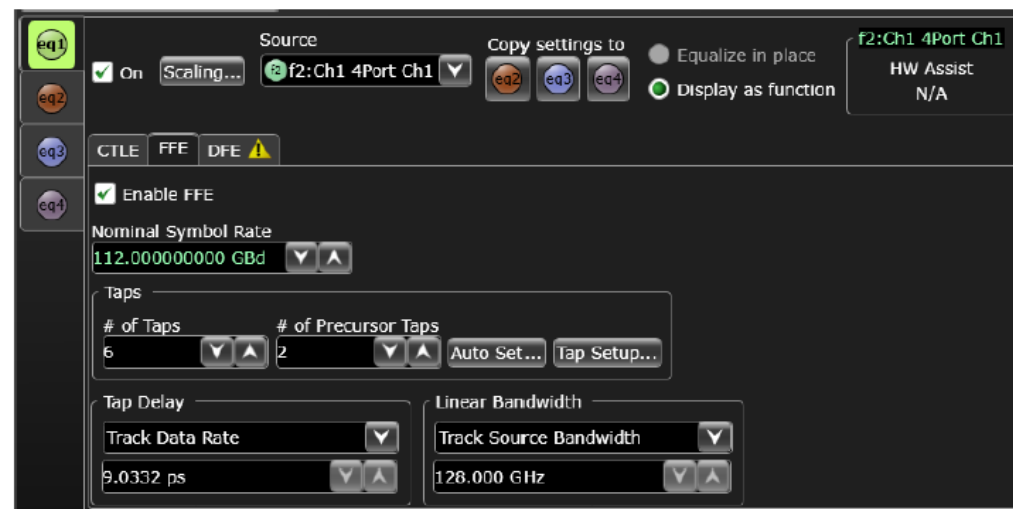 eq1
eq2
eq3
eq4
On
Scaling...
Source
f2 f2:Ch1 4Port Ch1
Copy settings to
eq2 eq3 eq4
Equalize in place
Display as function
f2:Ch1 4Port Ch1
HW Assist
N/A
CTLE FFE DFE
Enable FFE
Nominal Symbol Rate
112.000000000 GBd
Taps
# of Taps # of Precursor Taps
6 2 Auto Set... Tap Setup...
Tap Delay
Track Data Rate
9.0332 ps
Linear Bandwidth
Track Source Bandwidth
128.000 GHz